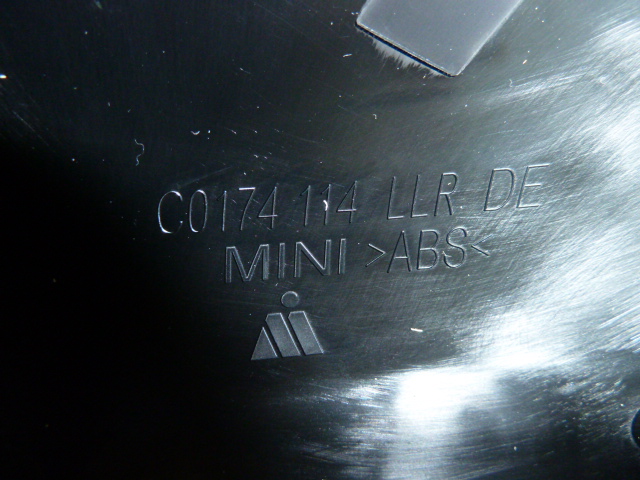 C0174 114 LLR DE
MINI >ABS<